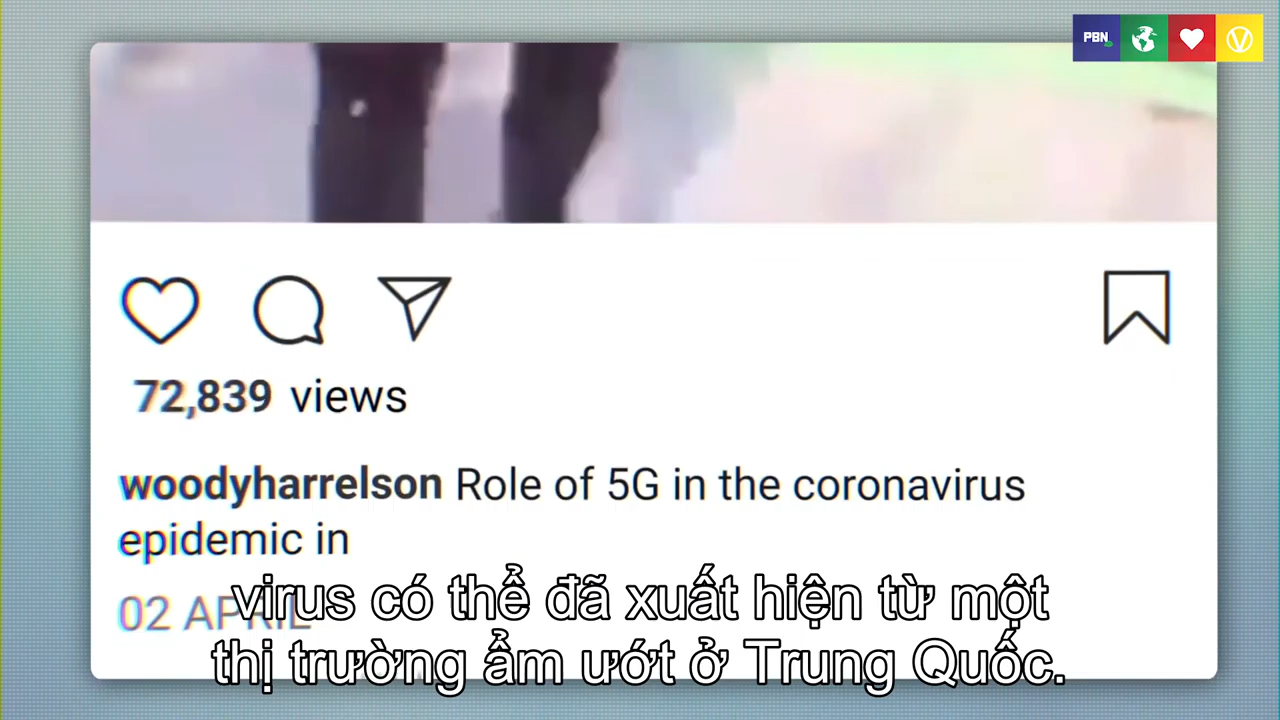 PBN
72,839 views
woodyharrelson Role of 5G in the coronavirus
epidemic in
02 APRIL
virus có thể đã xuất hiện từ một
thị trường ẩm ướt ở Trung Quốc.